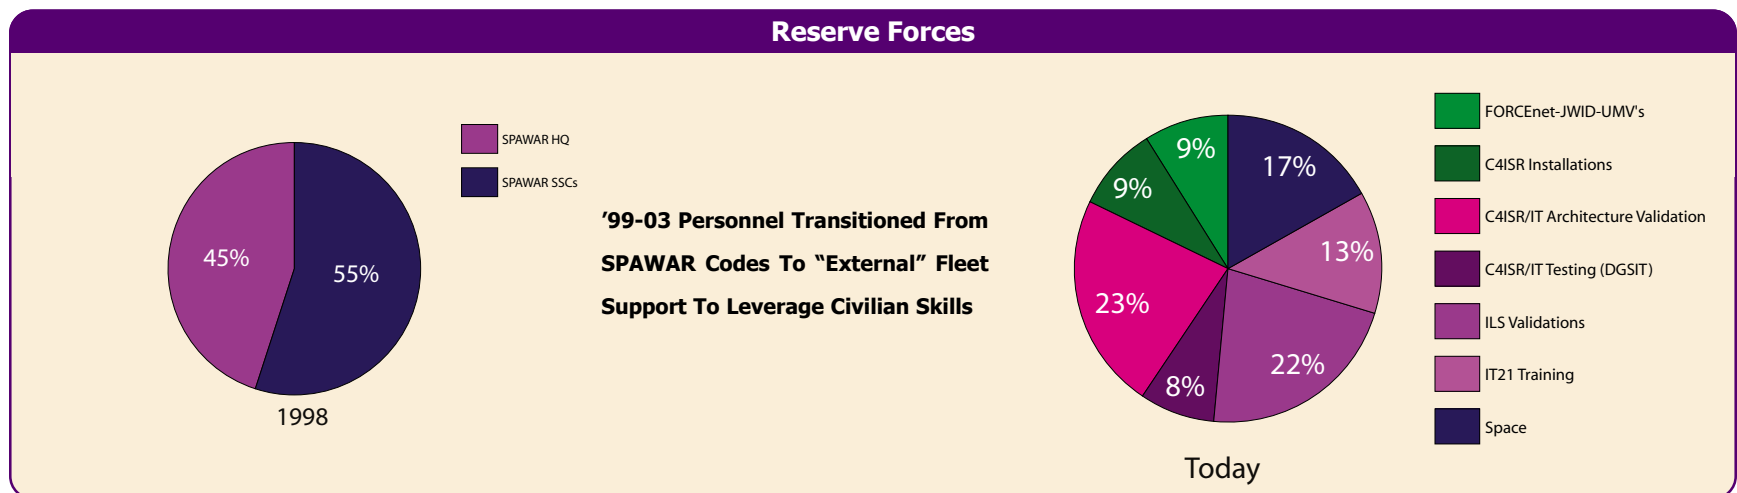 Reserve Forces
45%
55%
1998
SPAWAR HQ
SPAWAR SSCs
’99-03 Personnel Transitioned From
SPAWAR Codes To “External” Fleet
Support To Leverage Civilian Skills
9%
17%
9%
13%
23%
22%
8%
Today
FORCEnet-JWID-UMV's
C4ISR Installations
C4ISR/IT Architecture Validation
C4ISR/IT Testing (DGSIT)
ILS Validations
IT21 Training
Space